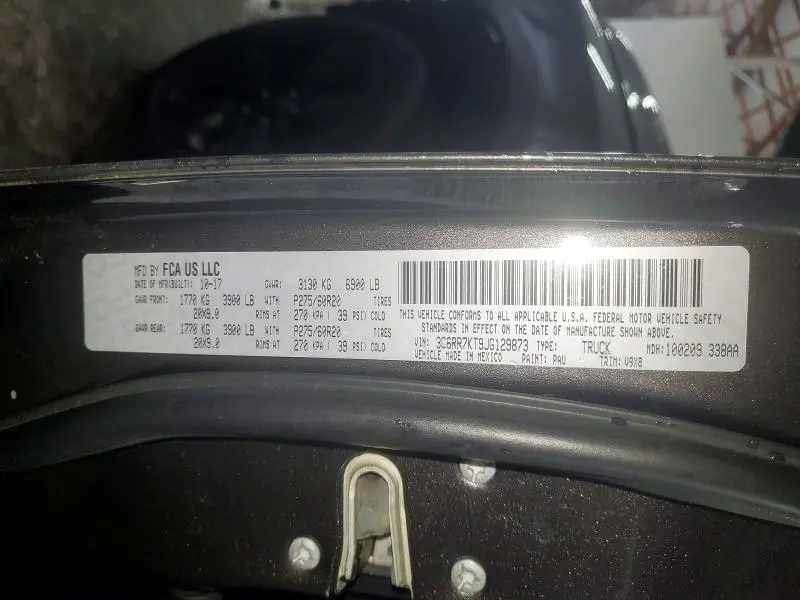 MFD BY FCA US LLC
DATE OF MFR(BUILT): 10-17 GVWR: 3130 KG 6900 LB
GAWR FRONT: 1770 KG 3900 LB WITH P275/60R20 TIRES
20X9.0 RIMS AT 270 KPA( 39 PSI) COLD
GAWR REAR: 1770 KG 3900 LB WITH P275/60R20 TIRES
20X9.0 RIMS AT 270 KPA( 39 PSI) COLD
THIS VEHICLE CONFORMS TO ALL APPLICABLE U.S.A. FEDERAL MOTOR VEHICLE SAFETY
STANDARDS IN EFFECT ON THE DATE OF MANUFACTURE SHOWN ABOVE.
VIN: 3C6RR7KT9JG129873 TYPE: TRUCK MDH:100209 338AA
VEHICLE MADE IN MEXICO PAINT: PAU TRIM: V9X8